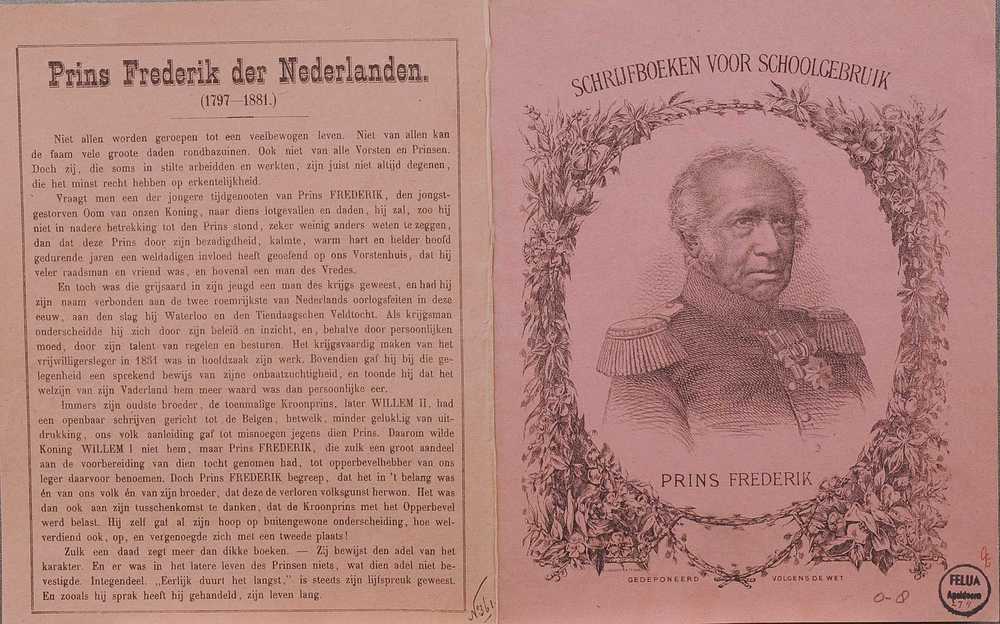 Prins Frederik der Nederlanden.
(1797—1881.)
Niet allen worden geroepen tot een veelbewogen leven. Niet van allen kan
de faam vele groote daden rondbazuinen. Ook niet van alle Vorsten en Prinsen.
Doch zij, die soms in stilte arbeidden en werkten, zijn juist niet altijd degenen,
die het minst recht hebben op erkentelijkheid.
Vraagt men een der jongere tijdgenooten van Prins FREDERIK, den jongst-
gestorven Oom van onzen Koning, naar diens lotgevallen en daden, hij zal, zoo hij
niet in nadere betrekking tot den Prins stond, zeker weinig anders weten te zeggen,
dan dat deze Prins door zijn bezadigdheid, kalmte, warm hart en helder hoofd
gedurende jaren een weldadigen invloed heeft geoefend op ons Vorstenhuis, dat hij
veler raadsman en vriend was, en bovenal een man des Vredes.
En toch was die grijsaard in zijn jeugd een man des krijgs geweest, en had hij
zijn naam verbonden aan de twee roemrijkste van Nederlands oorlogsfeiten in deze
eeuw, aan den slag bij Waterloo en den Tiendaagschen Veldtocht. Als krijgsman
onderscheidde hij zich door zijn beleid en inzicht, en, behalve door persoonlijken
moed, door zijn talent van regelen en besturen. Het krijgsvaardig maken van het
vrijwilligersleger in 1831 was in hoofdzaak zijn werk. Bovendien gaf hij bij die ge-
legenheid een sprekend bewijs van zijne onbaatzuchtigheid, en toonde hij dat het
welzijn van zijn Vaderland hem meer waard was dan persoonlijke eer.
Immers zijn oudste broeder, de toenmalige Kroonprins, later WILLEM II, had
een openbaar schrijven gericht tot de Belgen, hetwelk, minder gelukkig van uit-
drukking, ons volk aanleiding gaf tot misnoegen jegens dien Prins. Daarom wilde
Koning WILLEM I niet hem, maar Prins FREDERIK, die zulk een groot aandeel
aan de voorbereiding van dien tocht genomen had, tot opperbevelhebber van ons
leger daarvoor benoemen. Doch Prins FREDERIK begreep, dat het in 't belang was
én van ons volk én van zijn broeder, dat deze de verloren volksgunst herwon. Het was
dan ook aan zijn tusschenkomst te danken, dat de Kroonprins met het Opperbevel
werd belast. Hij zelf gaf al zijn hoop op buitengewone onderscheiding, hoe wel-
verdiend ook, op, en vergenoegde zich met een tweede plaats!
Zulk een daad zegt meer dan dikke boeken. — Zij bewijst den adel van het
karakter. En er was in het latere leven des Prinsen niets, wat dien adel niet be-
vestigde. Integendeel. „Eerlijk duurt het langst," is steeds zijn lijfspreuk geweest.
En zooals hij sprak heeft hij gehandeld, zijn leven lang.
SCHRIJFBOEKEN VOOR SCHOOLGEBRUIK
PRINS FREDERIK
GEDEPONEERD VOLGENS DE WET
0-8
FELUA
Apeldoorn